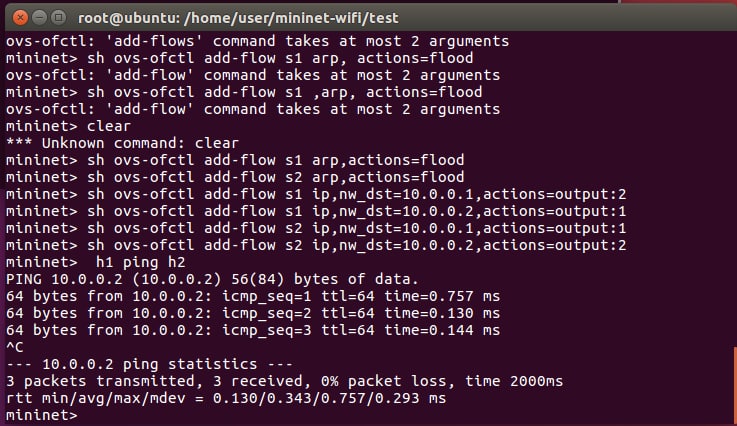 root@ubuntu: /home/user/mininet-wifi/test
ovs-ofctl: 'add-flows' command takes at most 2 arguments
mininet> sh ovs-ofctl add-flow s1 arp, actions=flood
ovs-ofctl: 'add-flow' command takes at most 2 arguments
mininet> sh ovs-ofctl add-flow s1 ,arp, actions=flood
ovs-ofctl: 'add-flow' command takes at most 2 arguments
mininet> clear
*** Unknown command: clear
mininet> sh ovs-ofctl add-flow s1 arp,actions=flood
mininet> sh ovs-ofctl add-flow s2 arp,actions=flood
mininet> sh ovs-ofctl add-flow s1 ip,nw_dst=10.0.0.1,actions=output:2
mininet> sh ovs-ofctl add-flow s1 ip,nw_dst=10.0.0.2,actions=output:1
mininet> sh ovs-ofctl add-flow s2 ip,nw_dst=10.0.0.1,actions=output:1
mininet> sh ovs-ofctl add-flow s2 ip,nw_dst=10.0.0.2,actions=output:2
mininet>  h1 ping h2
PING 10.0.0.2 (10.0.0.2) 56(84) bytes of data.
64 bytes from 10.0.0.2: icmp_seq=1 ttl=64 time=0.757 ms
64 bytes from 10.0.0.2: icmp_seq=2 ttl=64 time=0.130 ms
64 bytes from 10.0.0.2: icmp_seq=3 ttl=64 time=0.144 ms
^C
--- 10.0.0.2 ping statistics ---
3 packets transmitted, 3 received, 0% packet loss, time 2000ms
rtt min/avg/max/mdev = 0.130/0.343/0.757/0.293 ms
mininet>